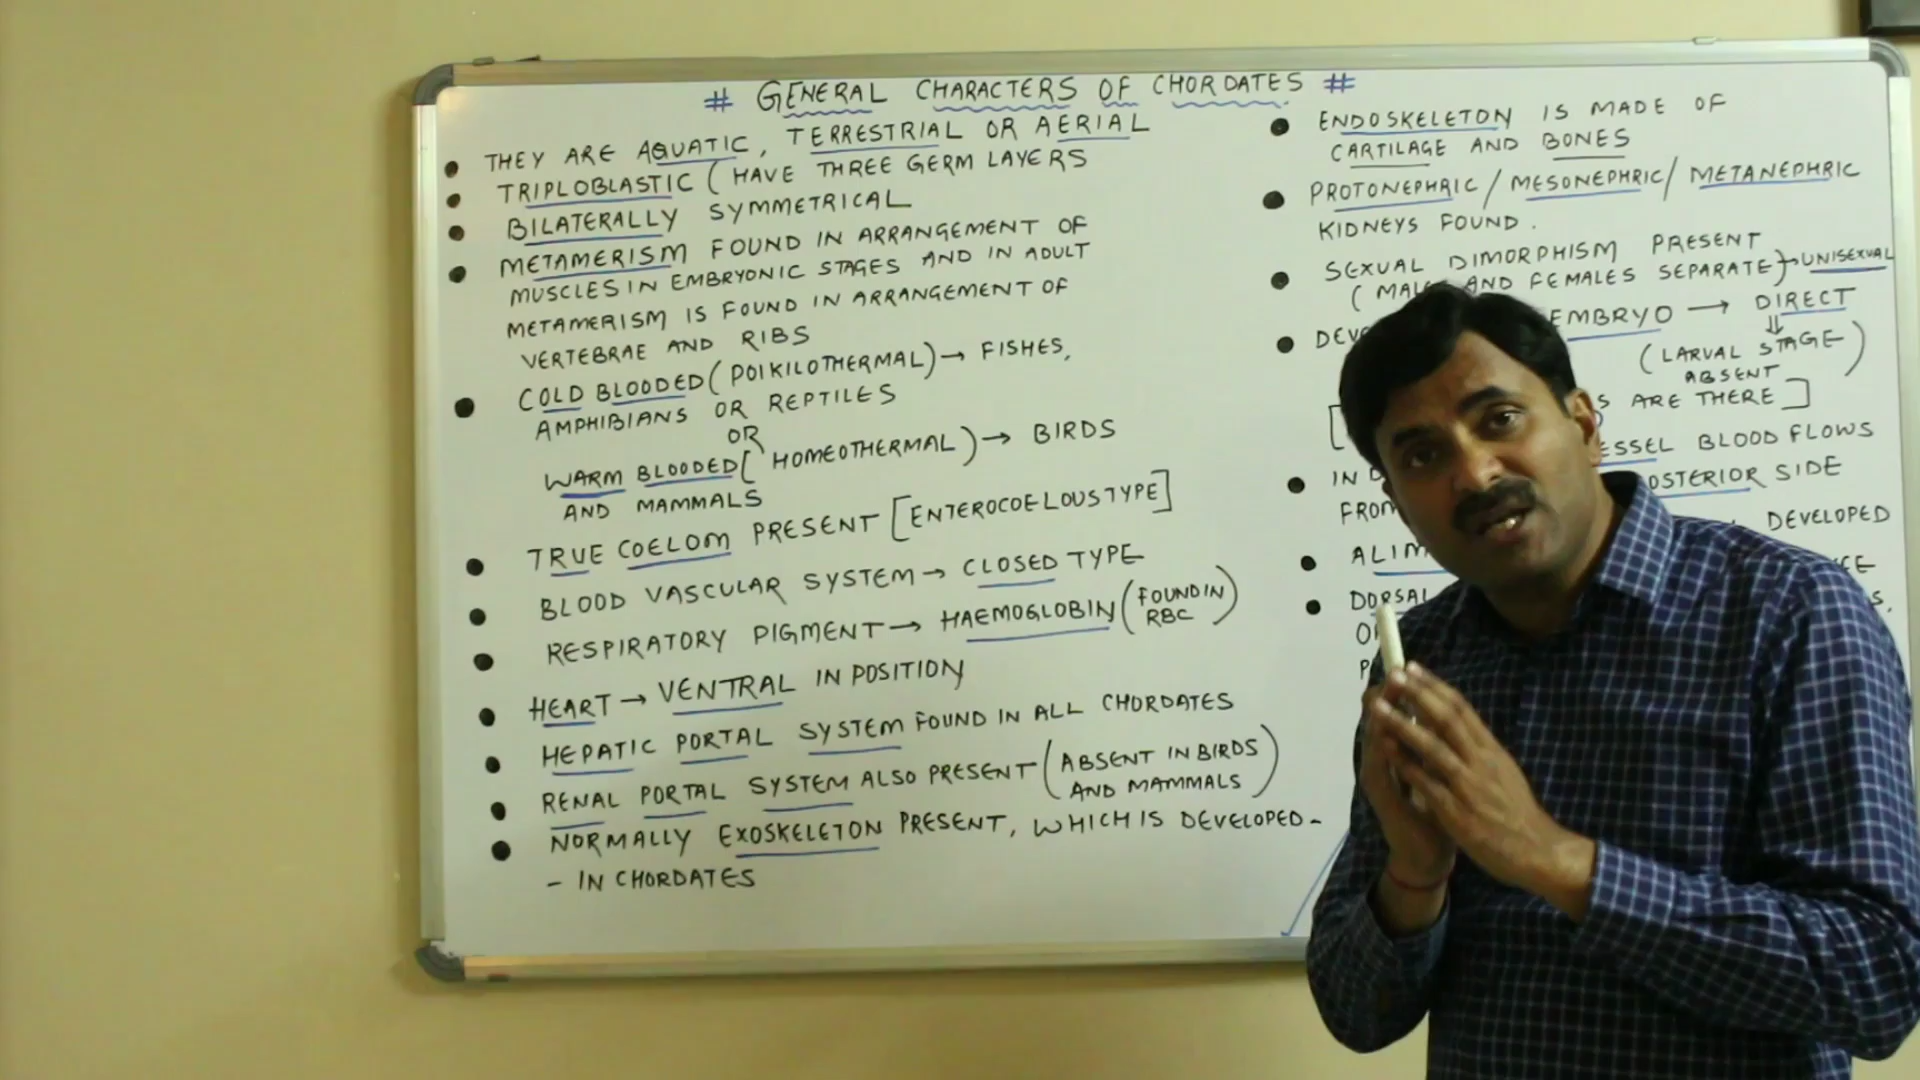 # GENERAL CHARACTERS OF CHORDATES #
• THEY ARE AQUATIC, TERRESTRIAL OR AERIAL
• TRIPLOBLASTIC (HAVE THREE GERM LAYERS
• BILATERALLY SYMMETRICAL
• METAMERISM FOUND IN ARRANGEMENT OF
MUSCLES IN EMBRYONIC STAGES AND IN ADULT
METAMERISM IS FOUND IN ARRANGEMENT OF
VERTEBRAE AND RIBS
• COLD BLOODED (POIKILOTHERMAL) → FISHES,
AMPHIBIANS OR REPTILES
OR
WARM BLOODED (HOMEOTHERMAL) → BIRDS
AND MAMMALS
• TRUE COELOM PRESENT [ENTEROCOELOUS TYPE]
• BLOOD VASCULAR SYSTEM → CLOSED TYPE
• RESPIRATORY PIGMENT → HAEMOGLOBIN (FOUND IN
RBC)
• HEART → VENTRAL IN POSITION
• HEPATIC PORTAL SYSTEM FOUND IN ALL CHORDATES
• RENAL PORTAL SYSTEM ALSO PRESENT (ABSENT IN BIRDS
AND MAMMALS)
• NORMALLY EXOSKELETON PRESENT, WHICH IS DEVELOPED -
- IN CHORDATES
• ENDOSKELETON IS MADE OF
CARTILAGE AND BONES
• PROTONEPHRIC / MESONEPHRIC / METANEPHRIC
KIDNEYS FOUND.
• SEXUAL DIMORPHISM PRESENT
(MALE AND FEMALES SEPARATE} → UNISEXUAL
• EMBRYO → DIRECT
⇓
(LARVAL STAGE
ABSENT)
[ ARE THERE]
• IN BLOOD FLOWS
SIDE
DEVELOPED
•
• DORSAL